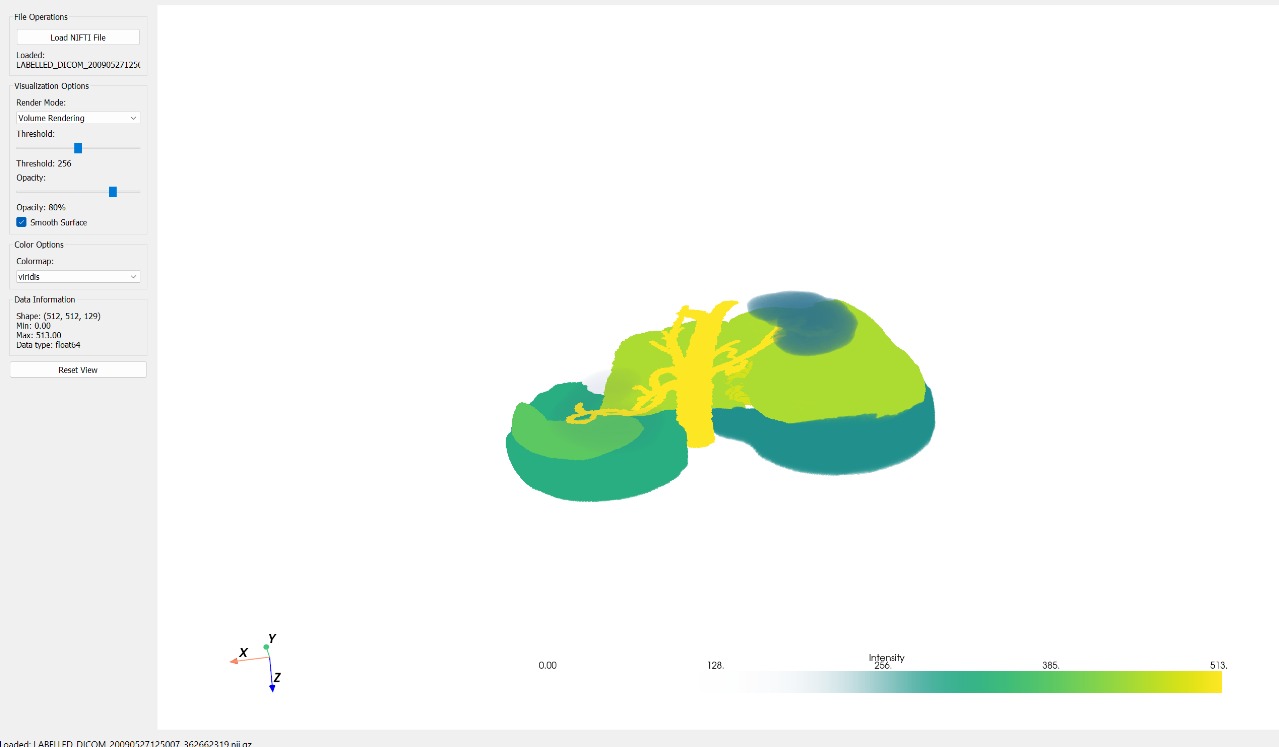 File Operations
Load NIFTI File
Loaded:
LABELLED_DICOM_2009052712500
Visualization Options
Render Mode:
Volume Rendering
Threshold:
Threshold: 256
Opacity:
Opacity: 80%
Smooth Surface
Color Options
Colormap:
viridis
Data Information
Shape: (512, 512, 129)
Min: 0.00
Max: 513.00
Data type: float64
Reset View
X
Y
Z
Intensity
0.00 128. 256. 385. 513.
Loaded: LABELLED_DICOM_20090527125007_362662319.nii.gz